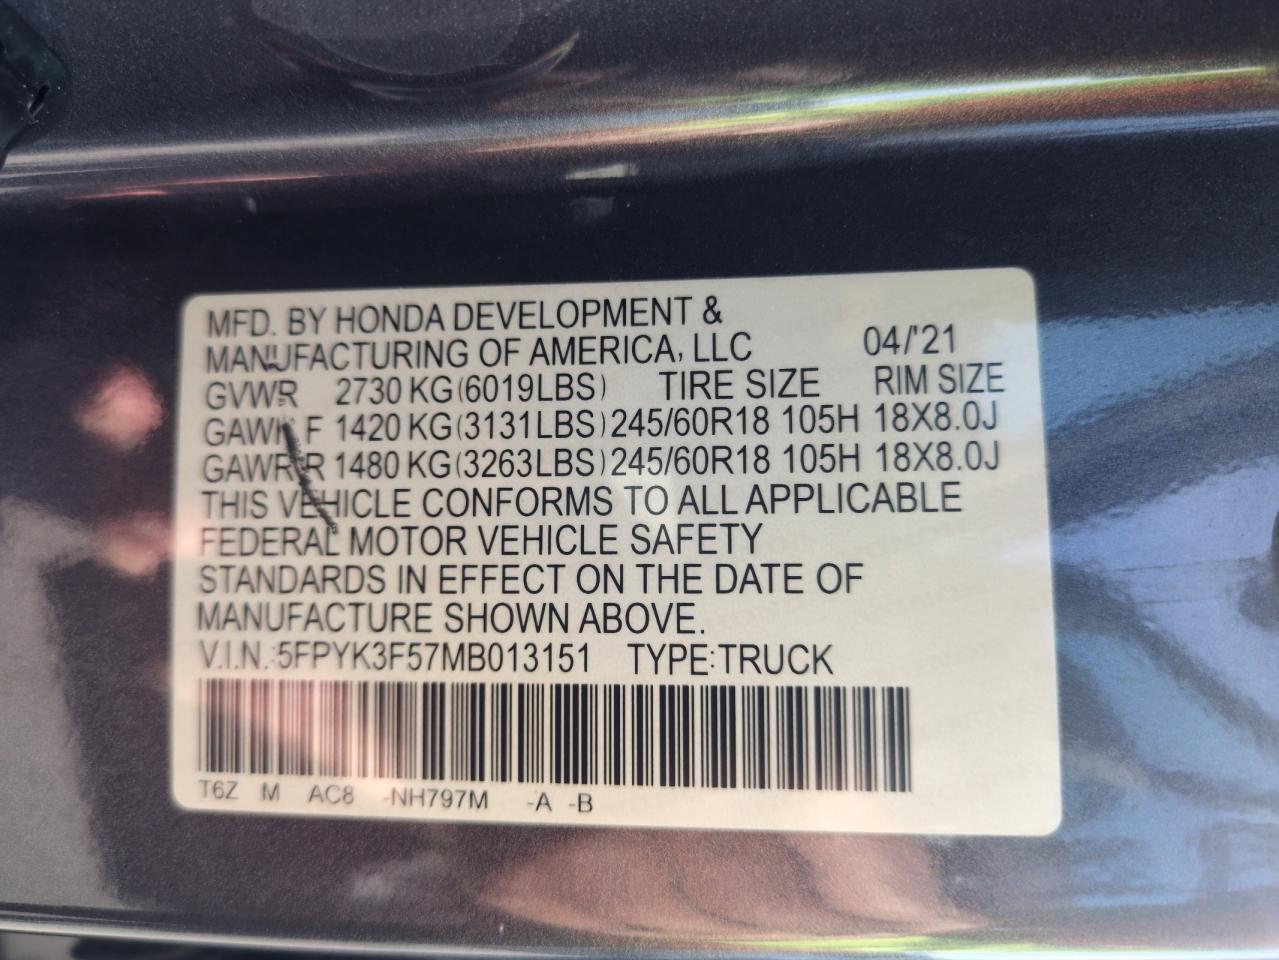 MFD. BY HONDA DEVELOPMENT &
MANUFACTURING OF AMERICA, LLC 04/'21
GVWR 2730 KG (6019LBS) TIRE SIZE RIM SIZE
GAWR F 1420 KG (3131LBS) 245/60R18 105H 18X8.0J
GAWR R 1480 KG (3263LBS) 245/60R18 105H 18X8.0J
THIS VEHICLE CONFORMS TO ALL APPLICABLE
FEDERAL MOTOR VEHICLE SAFETY
STANDARDS IN EFFECT ON THE DATE OF
MANUFACTURE SHOWN ABOVE.
V.I.N.:5FPYK3F57MB013151 TYPE:TRUCK
T6Z M AC8 -NH797M -A -B